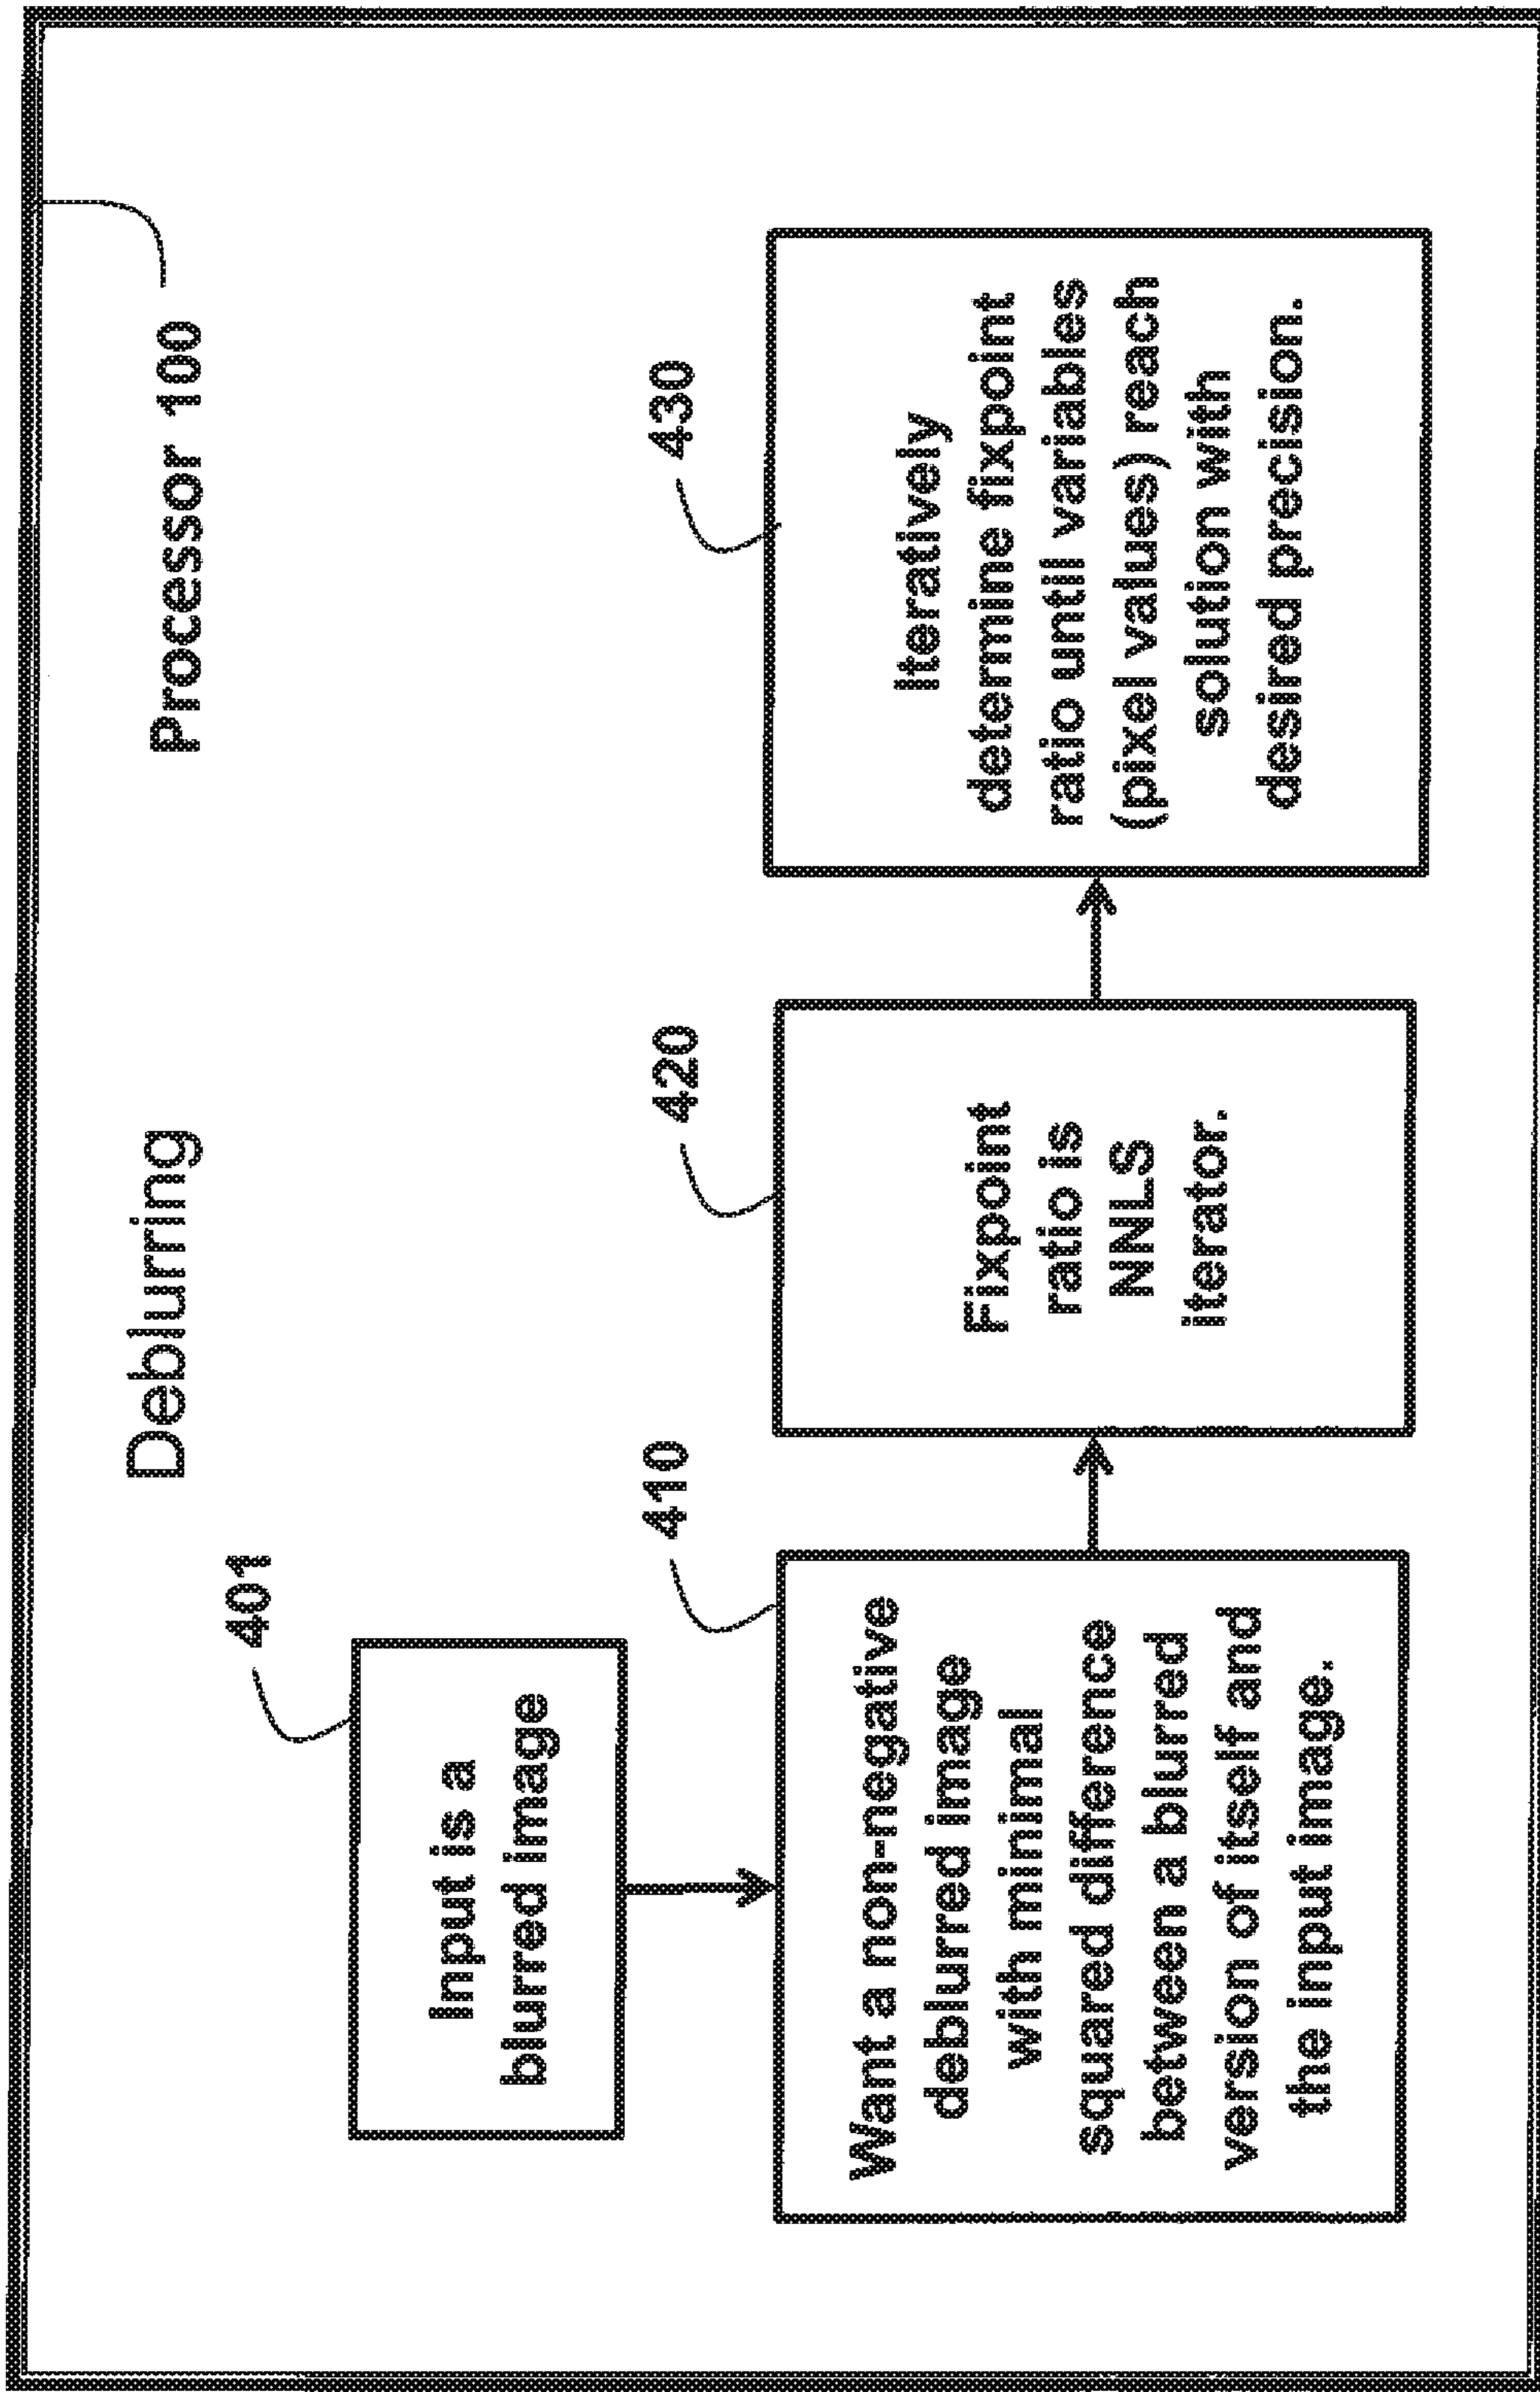 Deblurring
Processor 100
401
Input is a
blurred image
410
Want a non-negative
deblurred image
with minimal
squared difference
between a blurred
version of itself and
the input image.
420
Fixpoint
ratio is
NNLS
iterator.
430
Iteratively
determine fixpoint
ratio until variables
(pixel values) reach
solution with
desired precision.